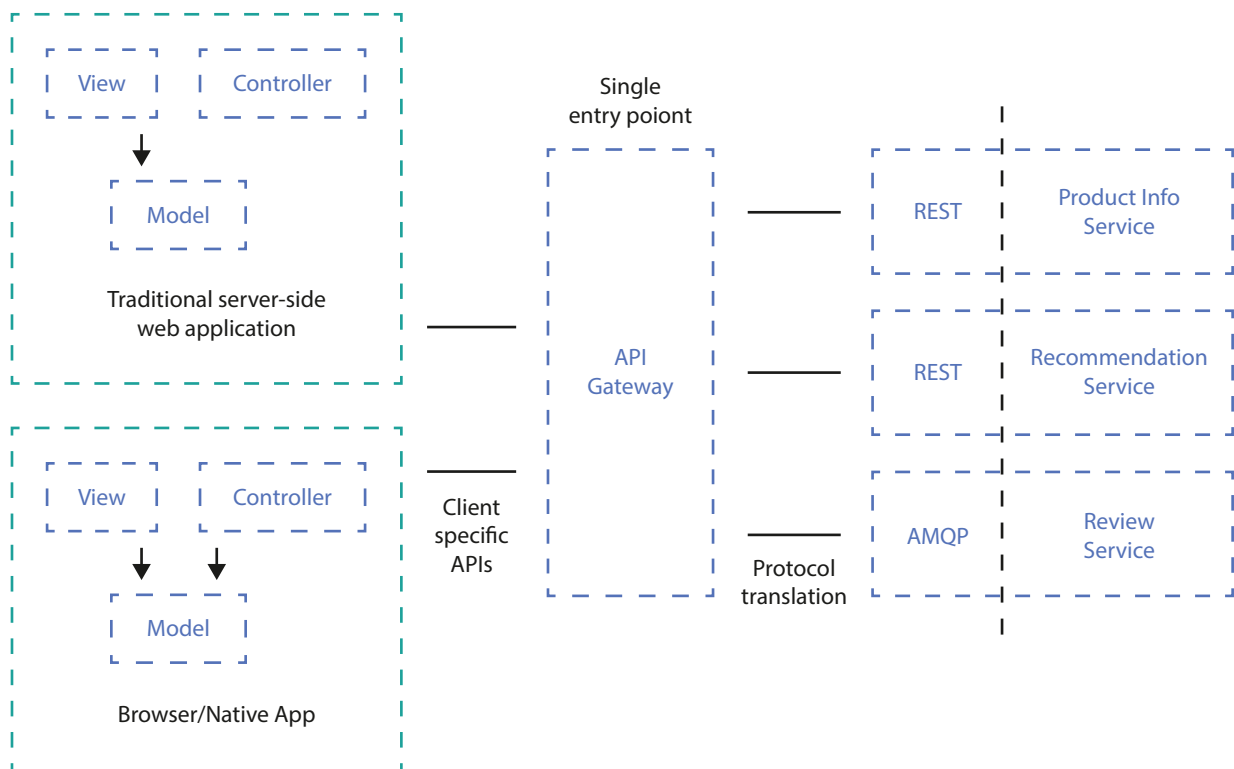 View
Controller
Model
Traditional server-side
web application
View
Controller
Model
Browser/Native App
Client
specific
APIs
Single
entry poiont
API
Gateway
Protocol
translation
REST
Product Info
Service
REST
Recommendation
Service
AMQP
Review
Service